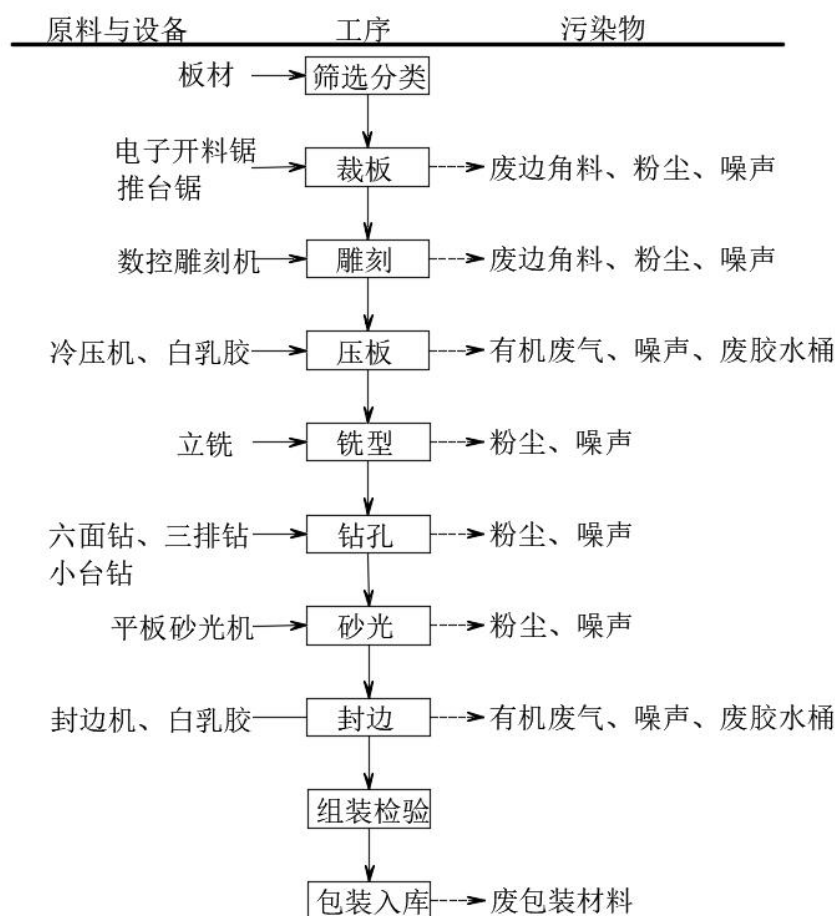 原料与设备 工序 污染物
板材 筛选分类
电子开料锯
推台锯 裁板 废边角料、粉尘、噪声
数控雕刻机 雕刻 废边角料、粉尘、噪声
冷压机、白乳胶 压板 有机废气、噪声、废胶水桶
立铣 铣型 粉尘、噪声
六面钻、三排钻 钻孔 粉尘、噪声
小台钻
平板砂光机 砂光 粉尘、噪声
封边机、白乳胶 封边 有机废气、噪声、废胶水桶
组装检验
包装入库 废包装材料